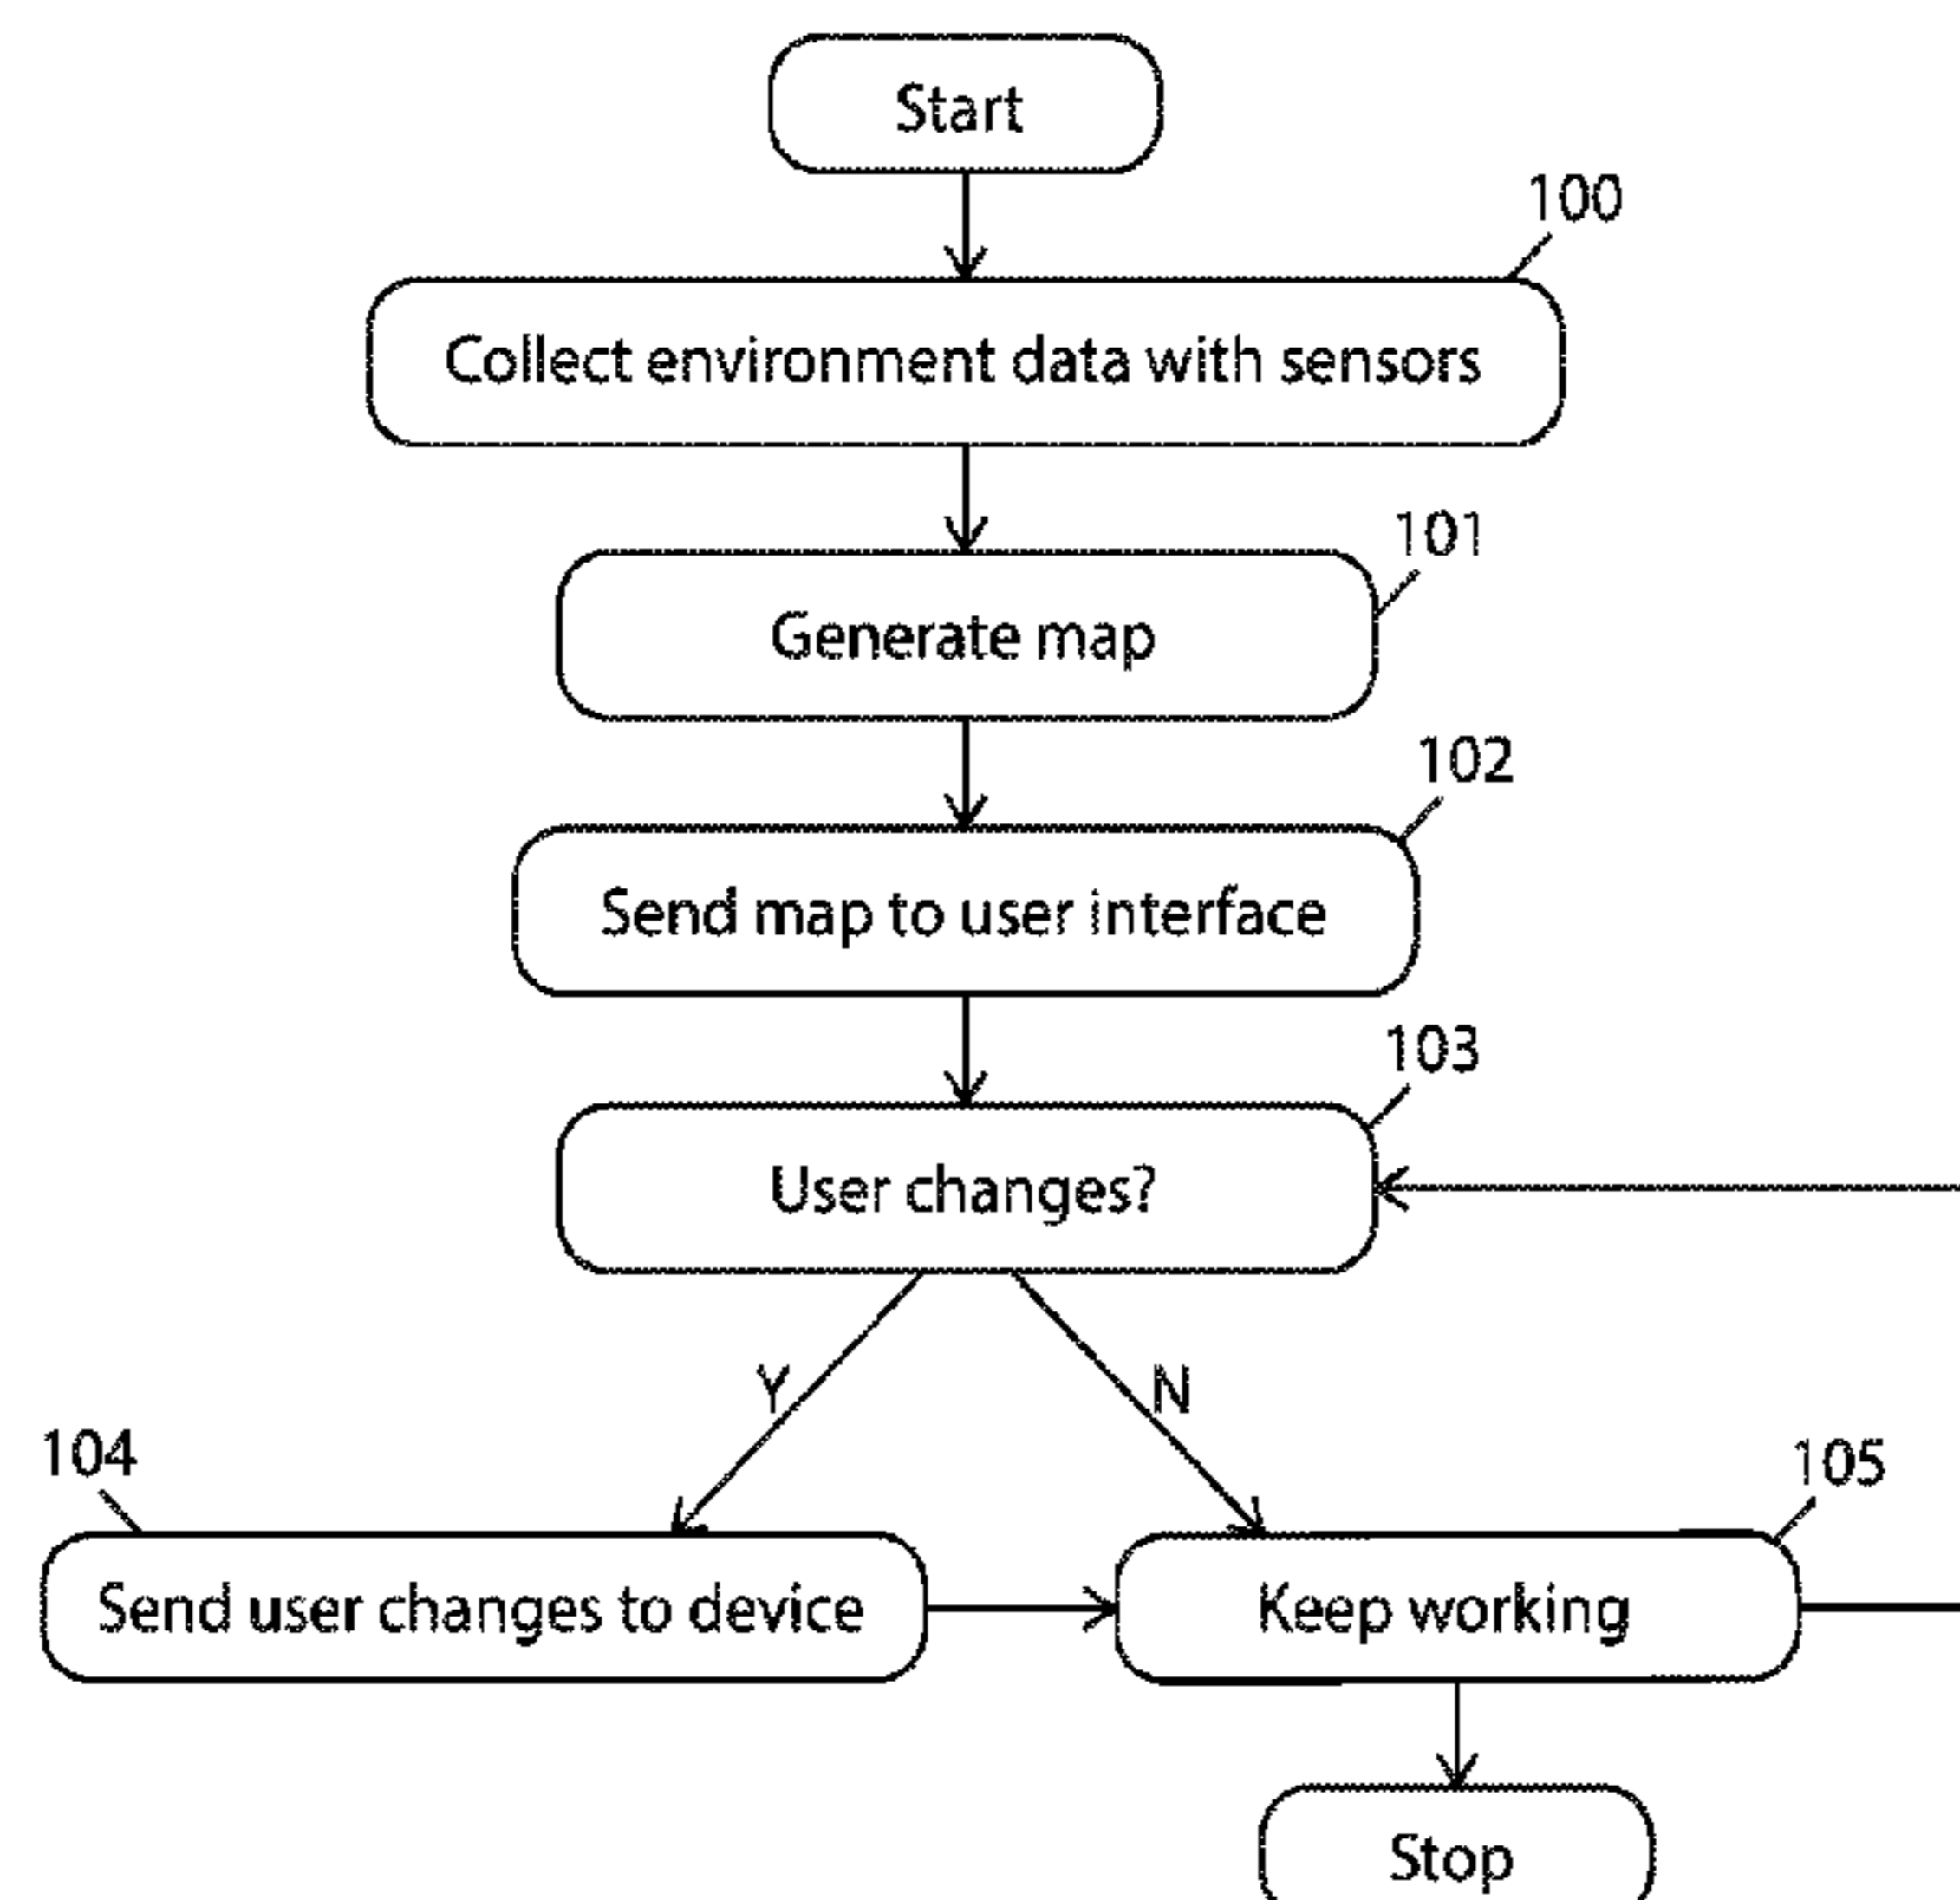 Start
100
Collect environment data with sensors
101
Generate map
102
Send map to user interface
103
User changes?
Y
N
104
105
Send user changes to device
Keep working
Stop